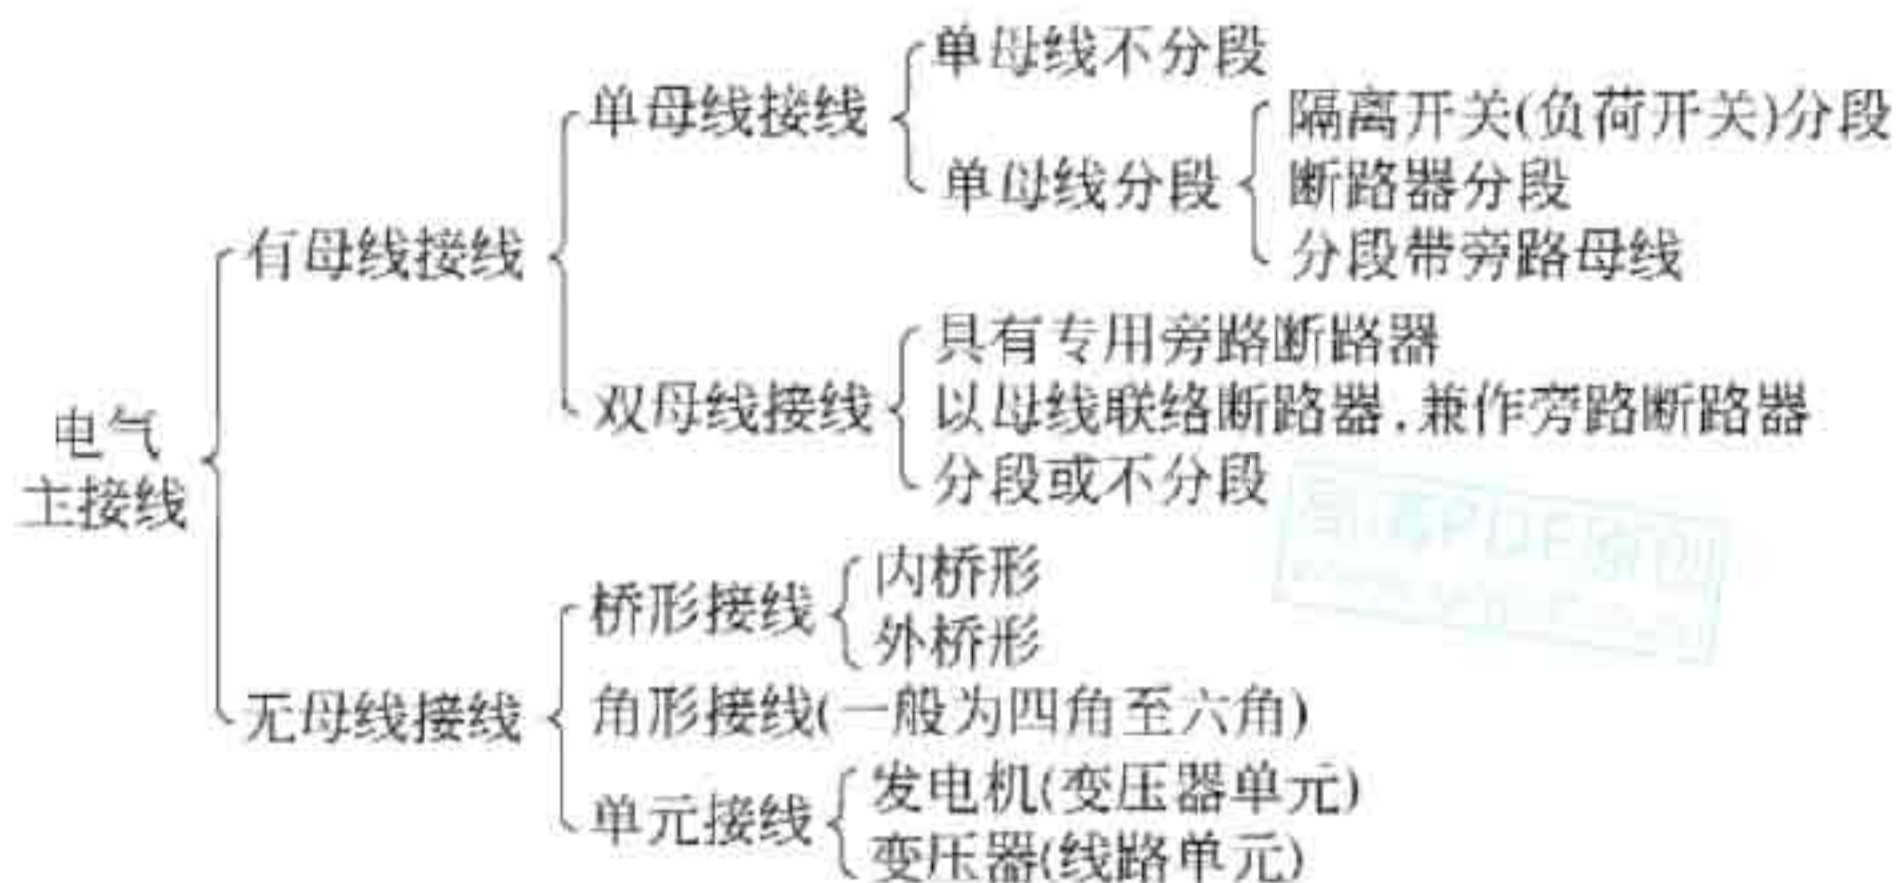 单母线不分段
单母线接线
隔离开关(负荷开关)分段
单母线分段
断路器分段
有母线接线
分段带旁路母线
具有专用旁路断路器
双母线接线
以母线联络断路器,兼作旁路断路器
电气
主接线
分段或不分段
内桥形
桥形接线
外桥形
无母线接线
角形接线(一般为四角至六角)
发电机(变压器单元)
单元接线
变压器(线路单元)